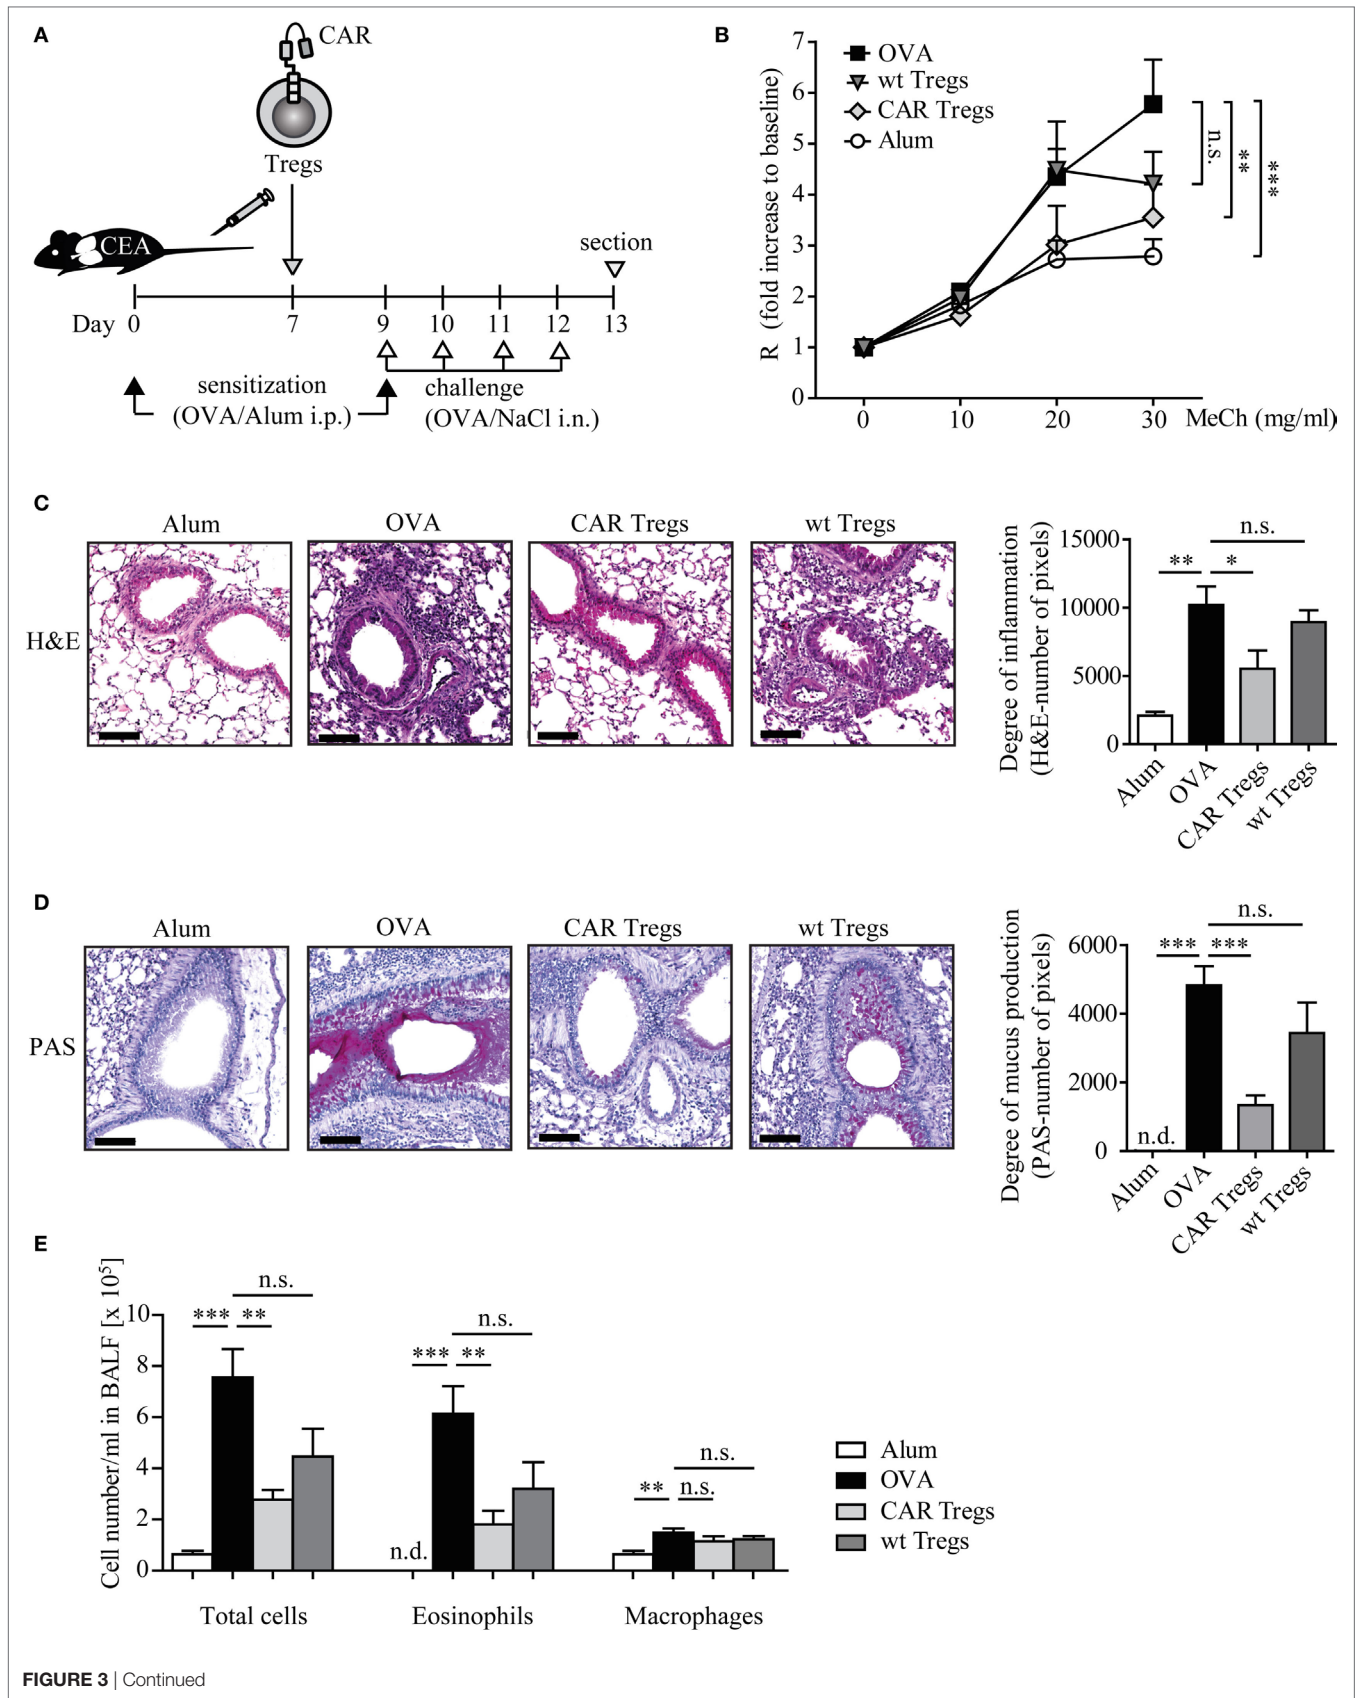 A
CAR
Tregs
CEA
section
Day 0 7 9 10 11 12 13
sensitization
(OVA/Alum i.p.)
challenge
(OVA/NaCl i.n.)
B
R (fold increase to baseline)
7
6
5
4
3
2
1
0
OVA
wt Tregs
CAR Tregs
Alum
n.s.
**
***
0 10 20 30 MeCh (mg/ml)
C
Alum OVA CAR Tregs wt Tregs
H&E
Degree of inflammation
(H&E-number of pixels)
15000
10000
5000
0
** * n.s.
Alum
OVA
CAR Tregs
wt Tregs
D
Alum OVA CAR Tregs wt Tregs
PAS
Degree of mucus production
(PAS-number of pixels)
6000
4000
2000
0
*** *** n.s.
n.d.
Alum
OVA
CAR Tregs
wt Tregs
E
Cell number/ml in BALF [x 10⁵]
10
8
6
4
2
0
*** ** n.s.
*** ** n.s.
n.d.
** n.s. n.s.
Total cells Eosinophils Macrophages
Alum
OVA
CAR Tregs
wt Tregs
FIGURE 3 | Continued